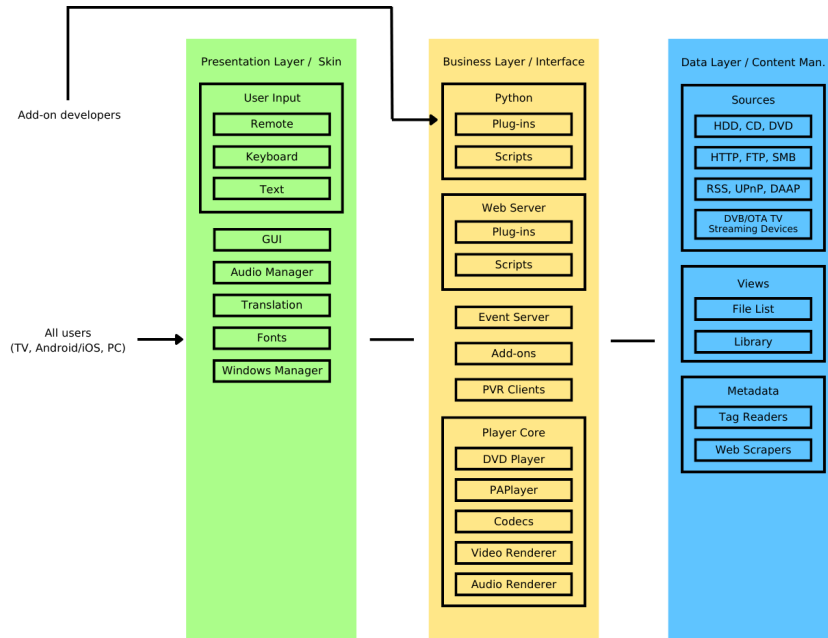 Add-on developers
All users
(TV, Android/iOS, PC)
Presentation Layer /  Skin
User Input
Remote
Keyboard
Text
GUI
Audio Manager
Translation
Fonts
Windows Manager
Business Layer / Interface
Python
Plug-ins
Scripts
Web Server
Plug-ins
Scripts
Event Server
Add-ons
PVR Clients
Player Core
DVD Player
PAPlayer
Codecs
Video Renderer
Audio Renderer
Data Layer / Content Man.
Sources
HDD, CD, DVD
HTTP, FTP, SMB
RSS, UPnP, DAAP
DVB/OTA TV
Streaming Devices
Views
File List
Library
Metadata
Tag Readers
Web Scrapers